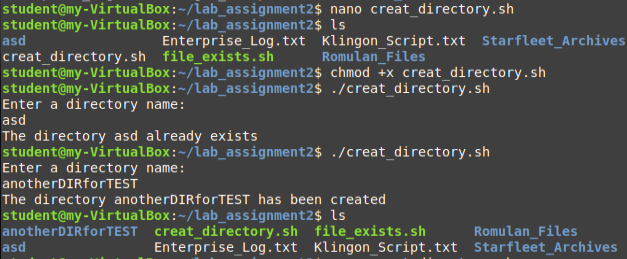 student@my-VirtualBox:~/lab_assignment2$ nano creat_directory.sh
student@my-VirtualBox:~/lab_assignment2$ ls
asd Enterprise_Log.txt Klingon_Script.txt Starfleet_Archives
creat_directory.sh file_exists.sh Romulan_Files
student@my-VirtualBox:~/lab_assignment2$ chmod +x creat_directory.sh
student@my-VirtualBox:~/lab_assignment2$ ./creat_directory.sh
Enter a directory name:
asd
The directory asd already exists
student@my-VirtualBox:~/lab_assignment2$ ./creat_directory.sh
Enter a directory name:
anotherDIRforTEST
The directory anotherDIRforTEST has been created
student@my-VirtualBox:~/lab_assignment2$ ls
anotherDIRforTEST creat_directory.sh file_exists.sh Romulan_Files
asd Enterprise_Log.txt Klingon_Script.txt Starfleet_Archives